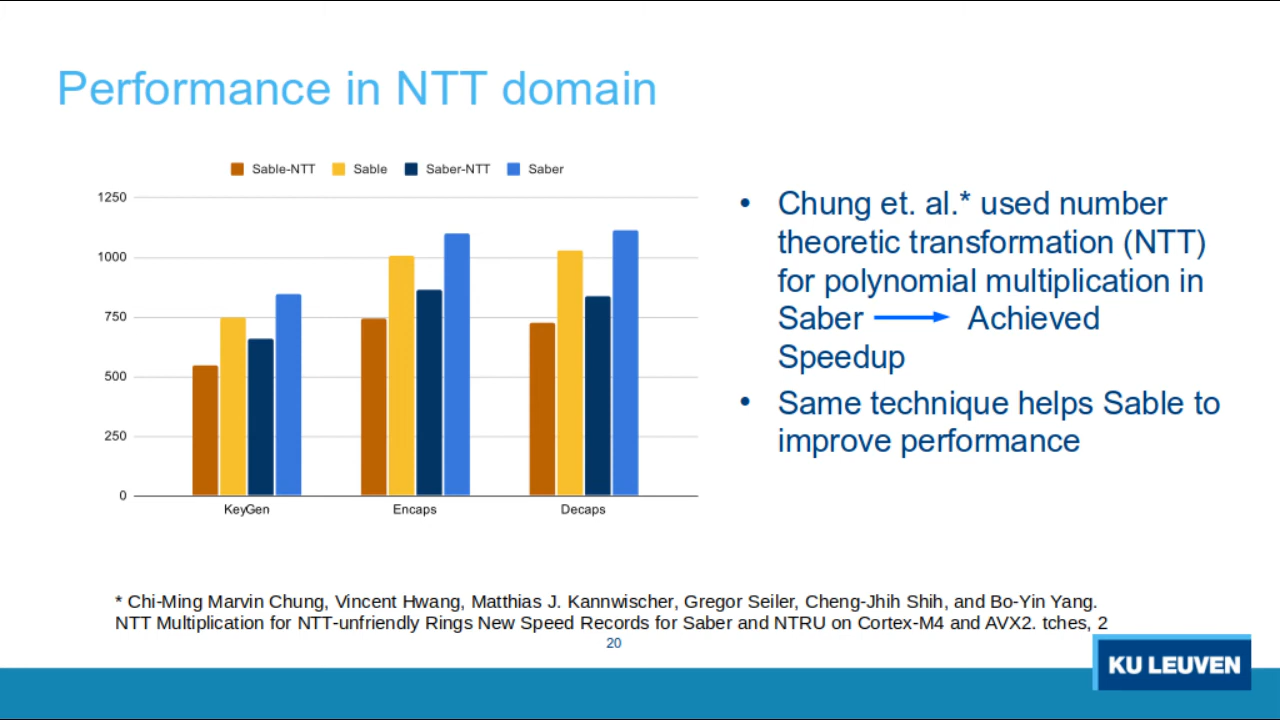 Performance in NTT domain
Sable-NTT Sable Saber-NTT Saber
1250
1000
750
500
250
0
KeyGen Encaps Decaps
• Chung et. al.* used number
theoretic transformation (NTT)
for polynomial multiplication in
Saber Achieved
Speedup
• Same technique helps Sable to
improve performance
* Chi-Ming Marvin Chung, Vincent Hwang, Matthias J. Kannwischer, Gregor Seiler, Cheng-Jhih Shih, and Bo-Yin Yang.
NTT Multiplication for NTT-unfriendly Rings New Speed Records for Saber and NTRU on Cortex-M4 and AVX2. tches, 2
20
KU LEUVEN